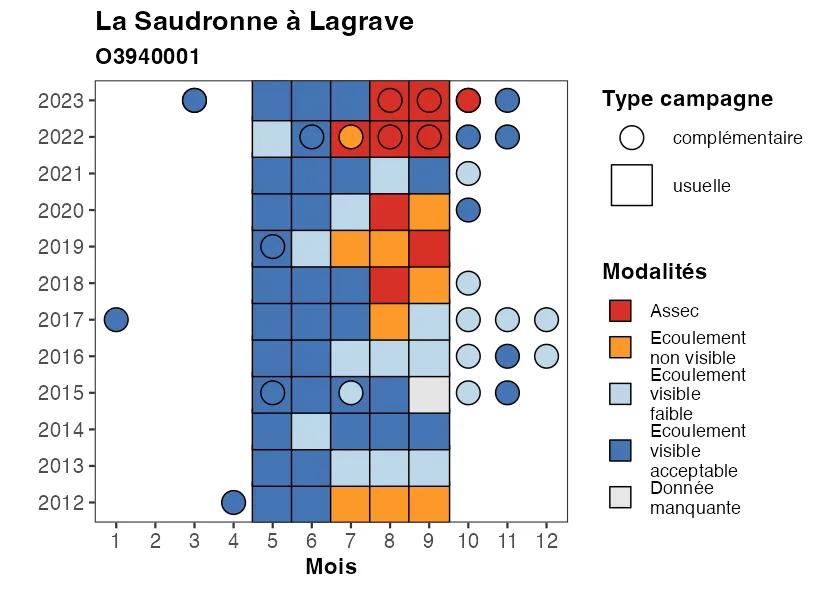 La Saudronne à Lagrave
O3940001
2023
2022
2021
2020
2019
2018
2017
2016
2015
2014
2013
2012
1 2 3 4 5 6 7 8 9 10 11 12
Mois
Type campagne
complémentaire
usuelle
Modalités
Assec
Ecoulement
non visible
Ecoulement
visible
faible
Ecoulement
visible
acceptable
Donnée
manquante